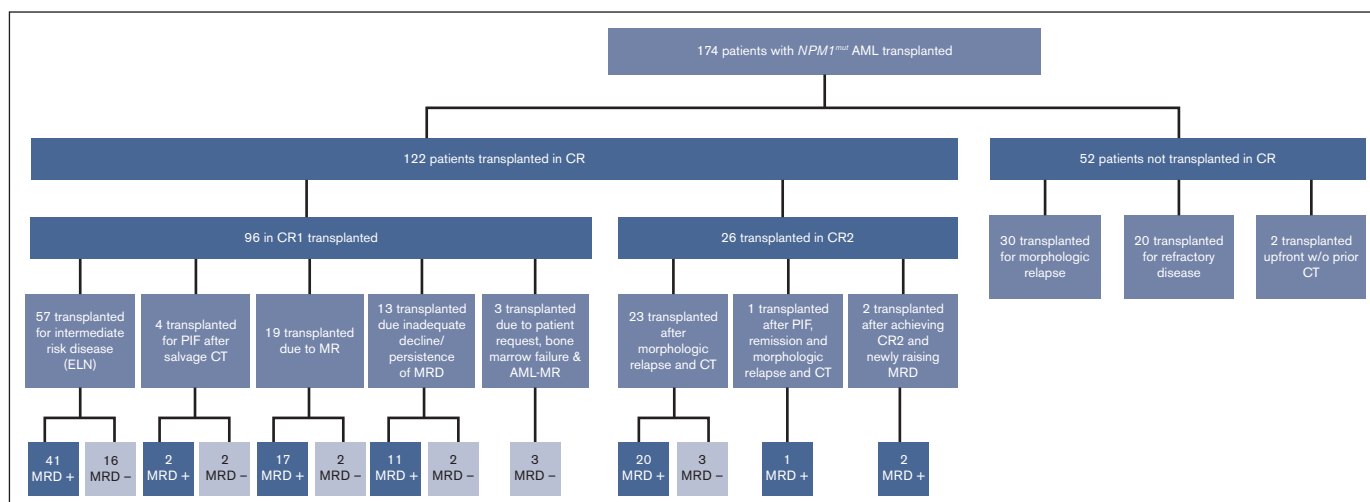 174 patients with NPM1mut AML transplanted
122 patients transplanted in CR
52 patients not transplanted in CR
96 in CR1 transplanted
26 transplanted in CR2
30 transplanted
for morphologic
relapse
20 transplanted
for refractory
disease
2 transplanted
upfront w/o prior
CT
57 transplanted
for intermediate
risk disease
(ELN)
4 transplanted
for PIF after
salvage CT
19 transplanted
due to MR
13 transplanted
due inadequate
decline/
persistence
of MRD
3 transplanted
due to patient
request, bone
marrow failure &
AML-MR
23 transplanted
after
morphologic
relapse and CT
1 transplanted
after PIF,
remission and
morphologic
relapse and CT
2 transplanted
after achieving
CR2 and
newly raising
MRD
41
MRD +
16
MRD –
2
MRD +
2
MRD –
17
MRD +
2
MRD –
11
MRD +
2
MRD –
3
MRD –
20
MRD +
3
MRD –
1
MRD +
2
MRD +